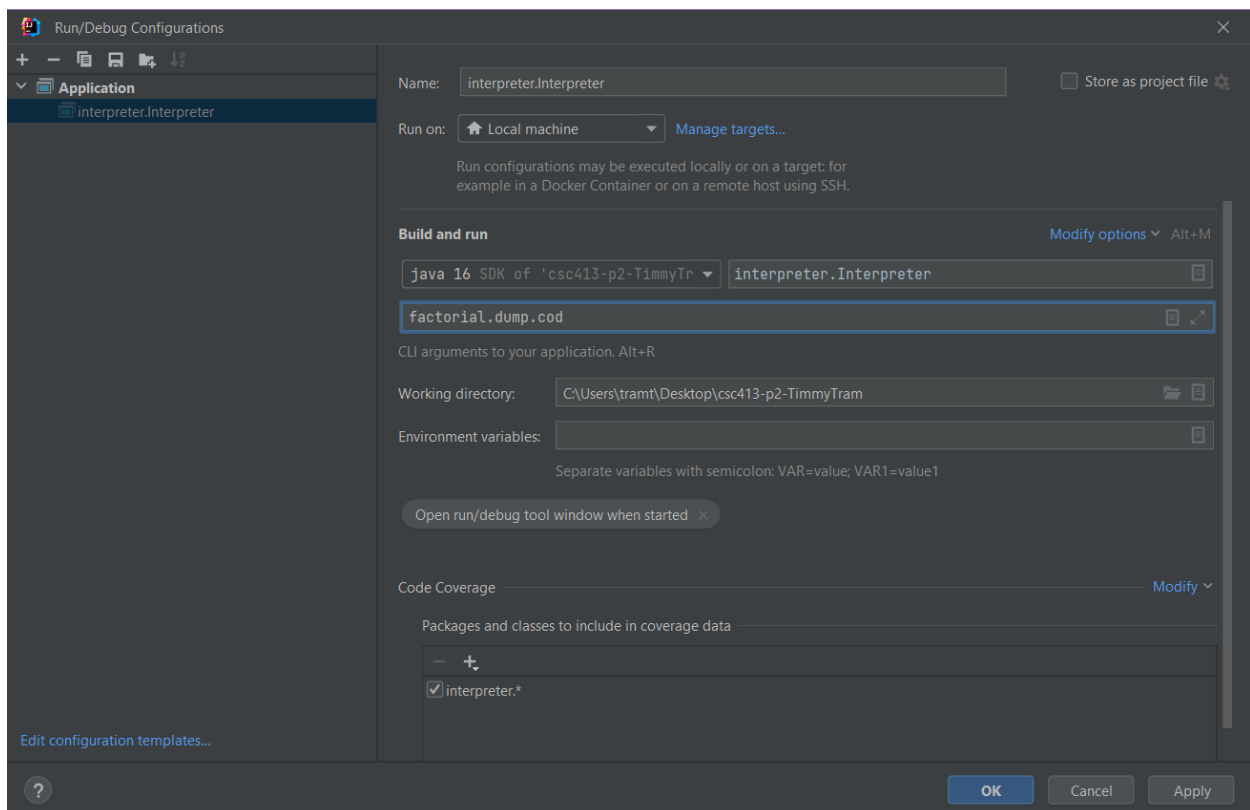 Run/Debug Configurations
Application
interpreter.Interpreter
Edit configuration templates...
Name: interpreter.Interpreter
Store as project file
Run on: Local machine Manage targets...
Run configurations may be executed locally or on a target: for
example in a Docker Container or on a remote host using SSH.
Build and run Modify options Alt+M
java 16 SDK of 'csc413-p2-TimmyTr interpreter.Interpreter
factorial.dump.cod
CLI arguments to your application. Alt+R
Working directory: C:\Users\tramt\Desktop\csc413-p2-TimmyTram
Environment variables:
Separate variables with semicolon: VAR=value; VAR1=value1
Open run/debug tool window when started ×
Code Coverage Modify
Packages and classes to include in coverage data
interpreter.*
? OK Cancel Apply